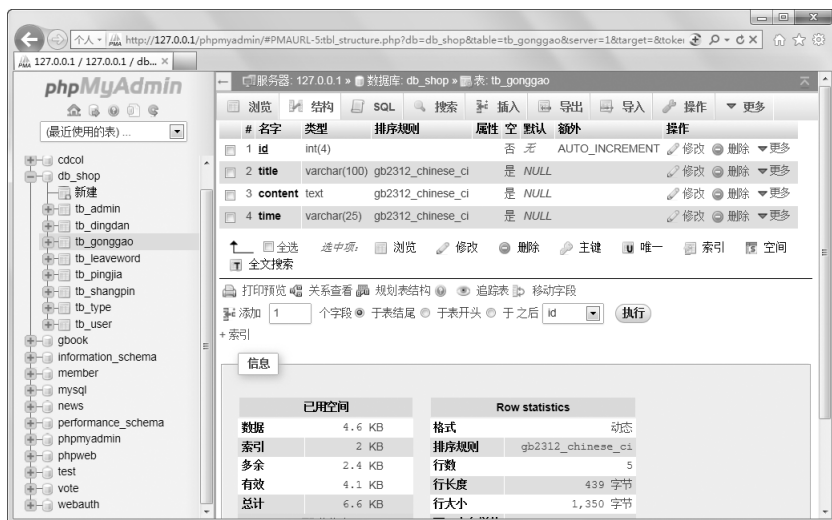 个人 http://127.0.0.1/phpmyadmin/#PMAURL-5:tbl_structure.php?db=db_shop&table=tb_gonggao&server=1&target=&token
127.0.0.1 / 127.0.0.1 / db...
phpMyAdmin
(最近使用的表) ...
cdcol
db_shop
新建
tb_admin
tb_dingdan
tb_gonggao
tb_leaveword
tb_pingjia
tb_shangpin
tb_type
tb_user
gbook
information_schema
member
mysql
news
performance_schema
phpmyadmin
phpweb
test
vote
webauth
服务器: 127.0.0.1 » 数据库: db_shop » 表: tb_gonggao
浏览 结构 SQL 搜索 插入 导出 导入 操作 更多
# 名字 类型 排序规则 属性 空 默认 额外 操作
1 id int(4) 否 无 AUTO_INCREMENT 修改 删除 更多
2 title varchar(100) gb2312_chinese_ci 是 NULL 修改 删除 更多
3 content text gb2312_chinese_ci 是 NULL 修改 删除 更多
4 time varchar(25) gb2312_chinese_ci 是 NULL 修改 删除 更多
全选 选中项: 浏览 修改 删除 主键 唯一 索引 空间
全文搜索
打印预览 关系查看 规划表结构 追踪表 移动字段
添加 1 个字段 于表结尾 于表开头 于之后 id 执行
+ 索引
信息
已用空间
数据 4.6 KB
索引 2 KB
多余 2.4 KB
有效 4.1 KB
总计 6.6 KB
Row statistics
格式 动态
排序规则 gb2312_chinese_ci
行数 5
行长度 439 字节
行大小 1,350 字节